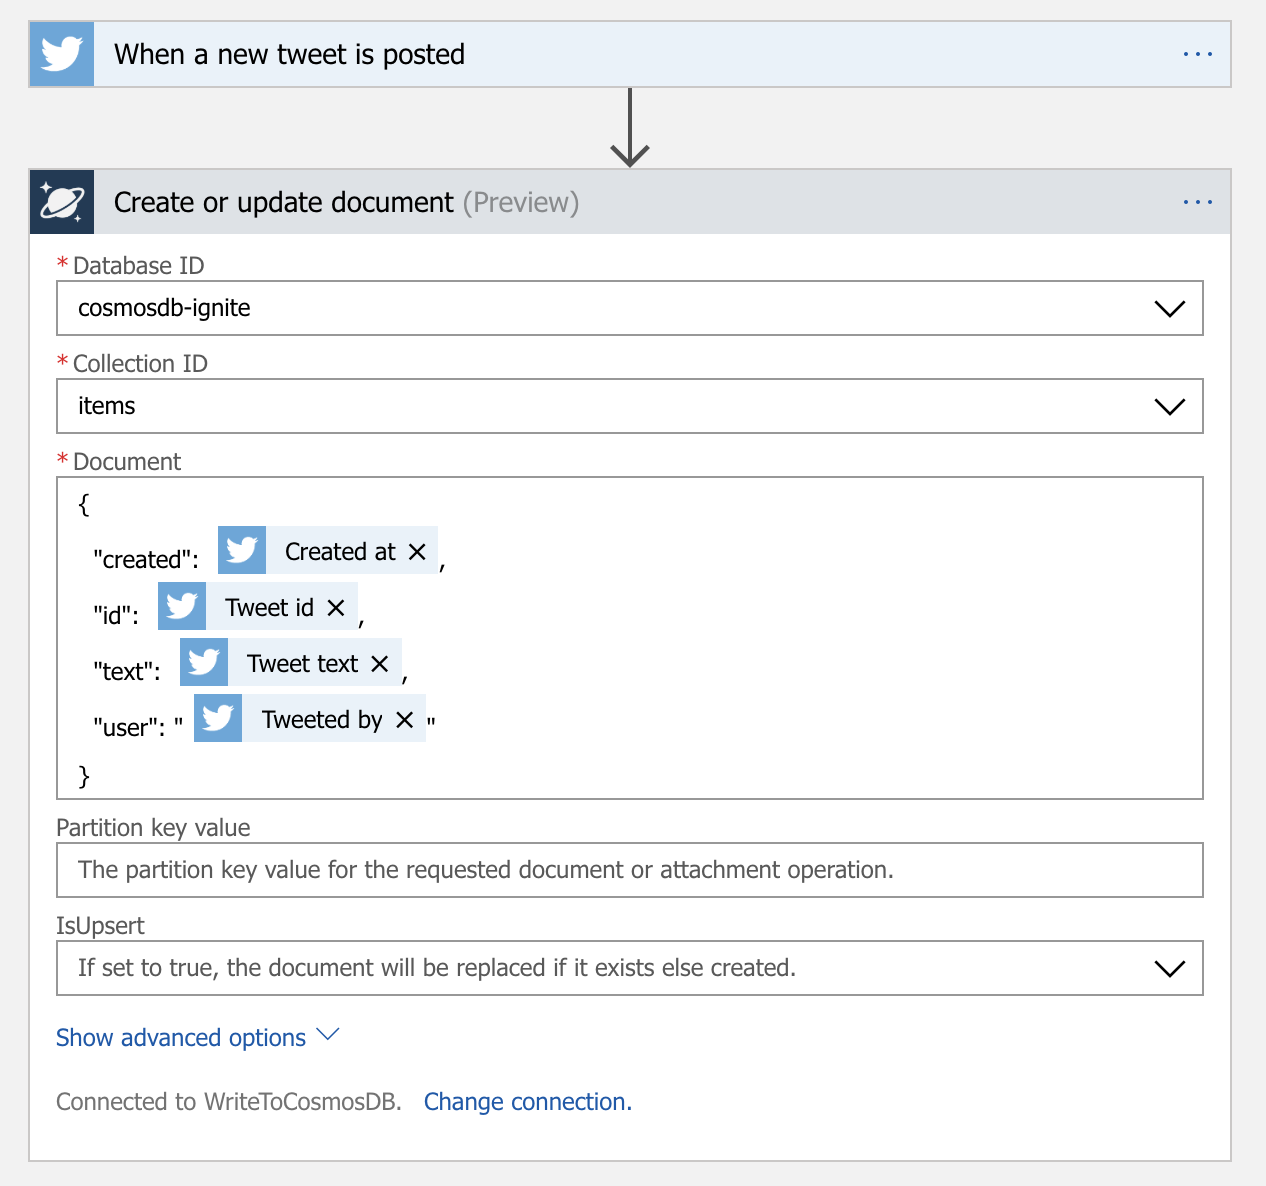 When a new tweet is posted
Create or update document (Preview)
* Database ID
cosmosdb-ignite
* Collection ID
items
* Document
{
"created": Created at ×,
"id": Tweet id ×,
"text": Tweet text ×,
"user": " Tweeted by × "
}
Partition key value
The partition key value for the requested document or attachment operation.
IsUpsert
If set to true, the document will be replaced if it exists else created.
Show advanced options
Connected to WriteToCosmosDB. Change connection.